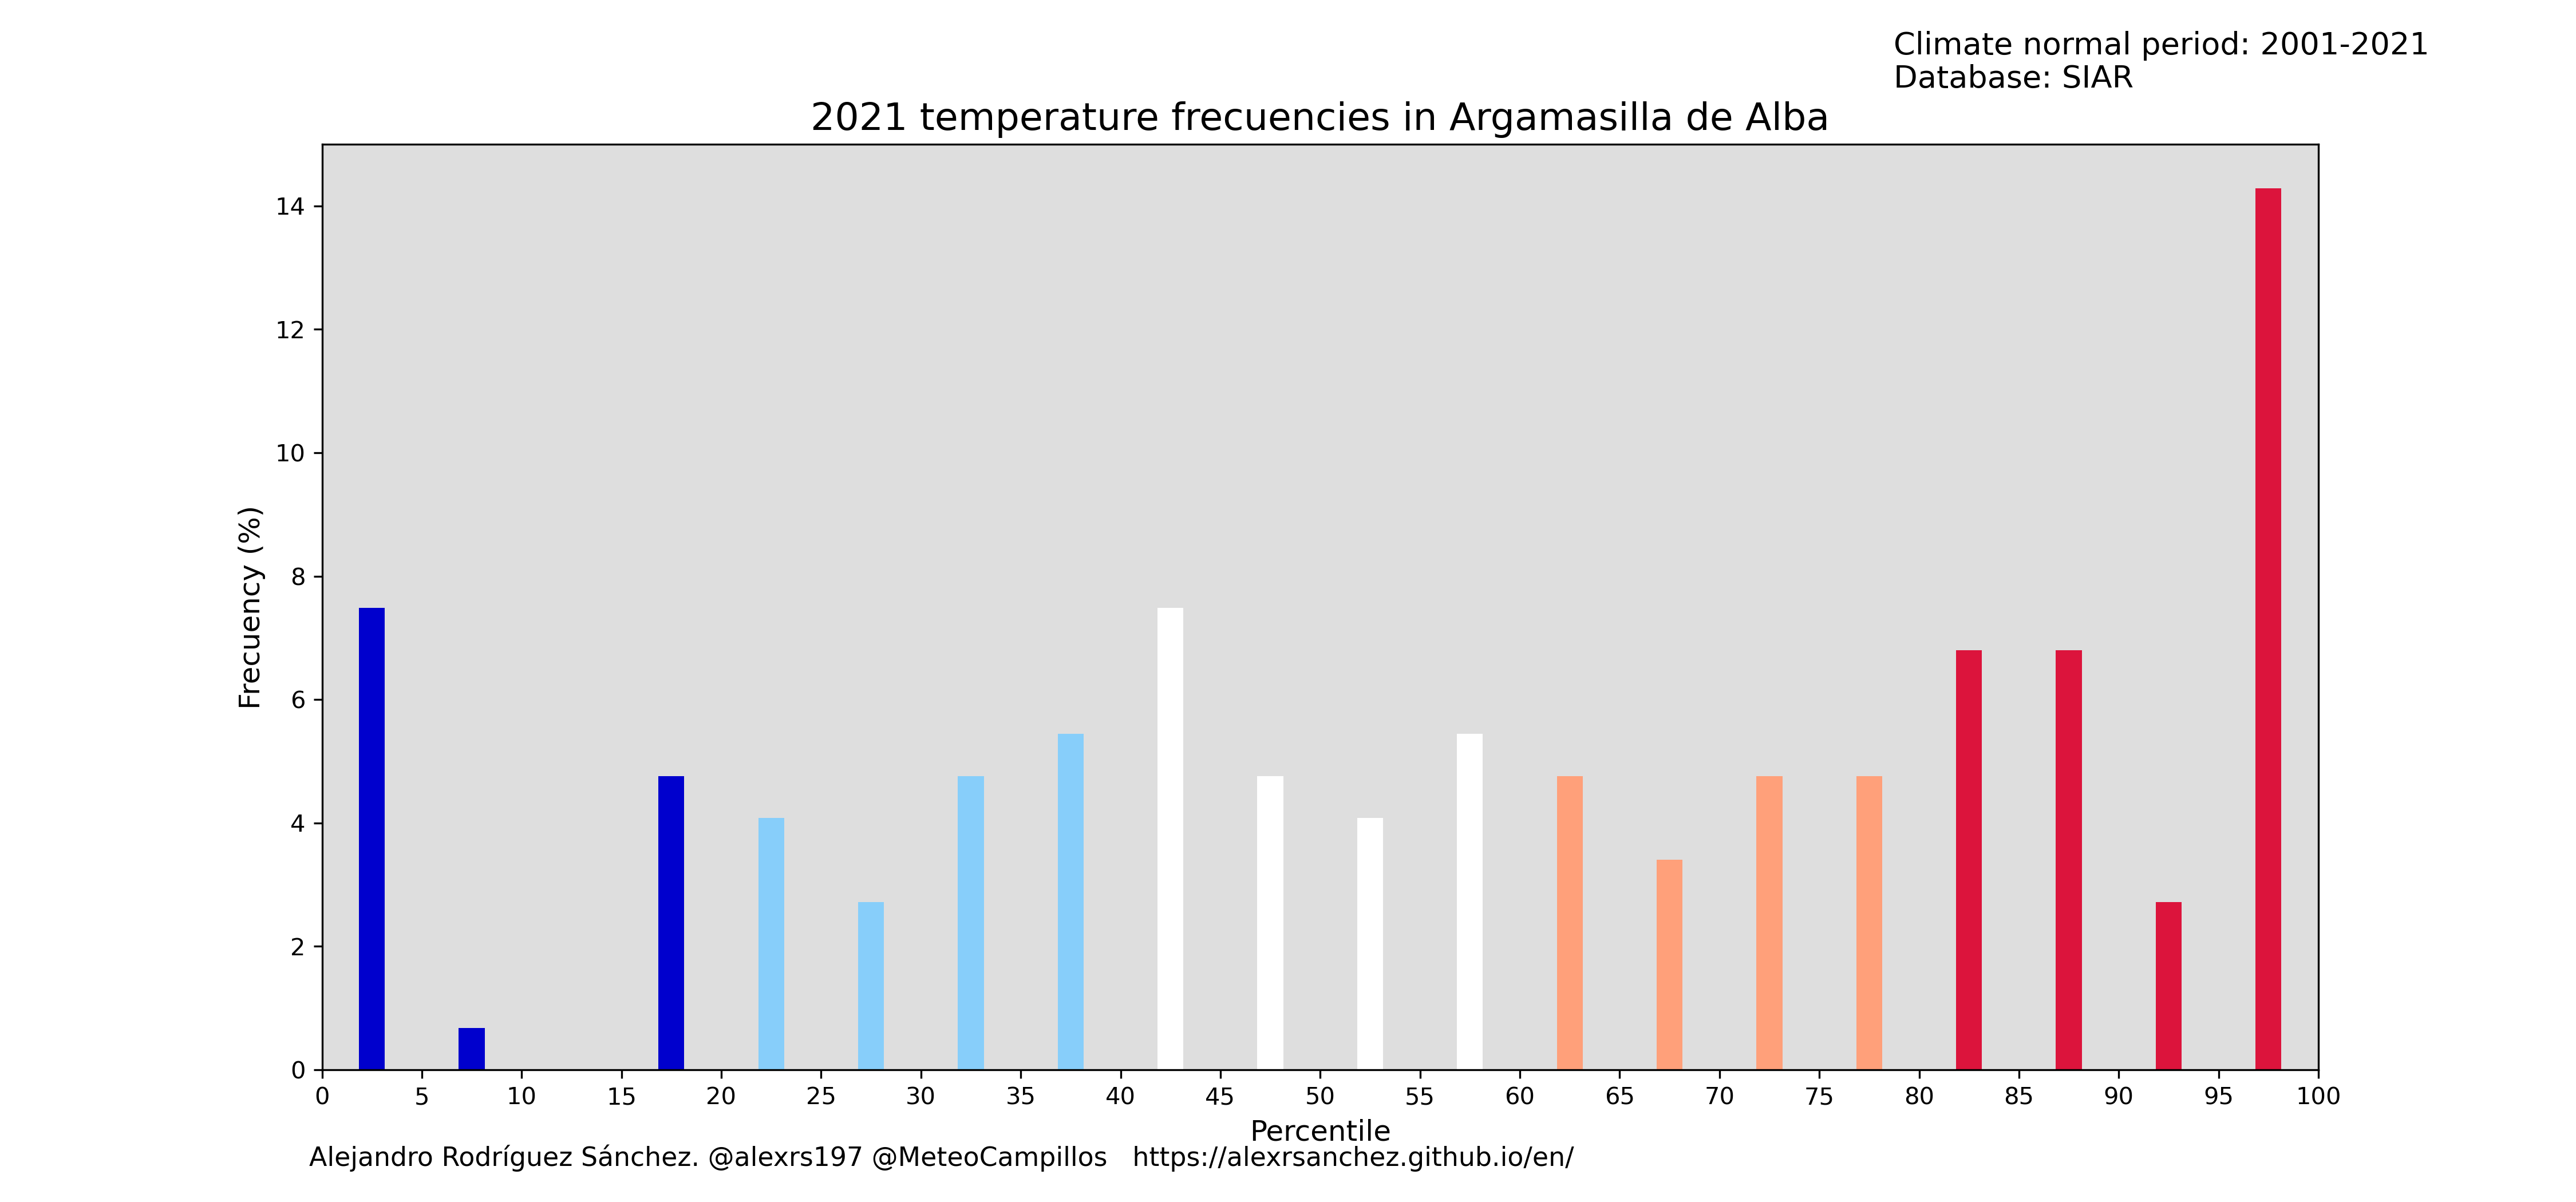 Climate normal period: 2001-2021
Database: SIAR
2021 temperature frecuencies in Argamasilla de Alba
Frecuency (%)
14
12
10
8
6
4
2
0
0 5 10 15 20 25 30 35 40 45 50 55 60 65 70 75 80 85 90 95 100
Percentile
Alejandro Rodríguez Sánchez. @alexrs197 @MeteoCampillos https://alexrsanchez.github.io/en/